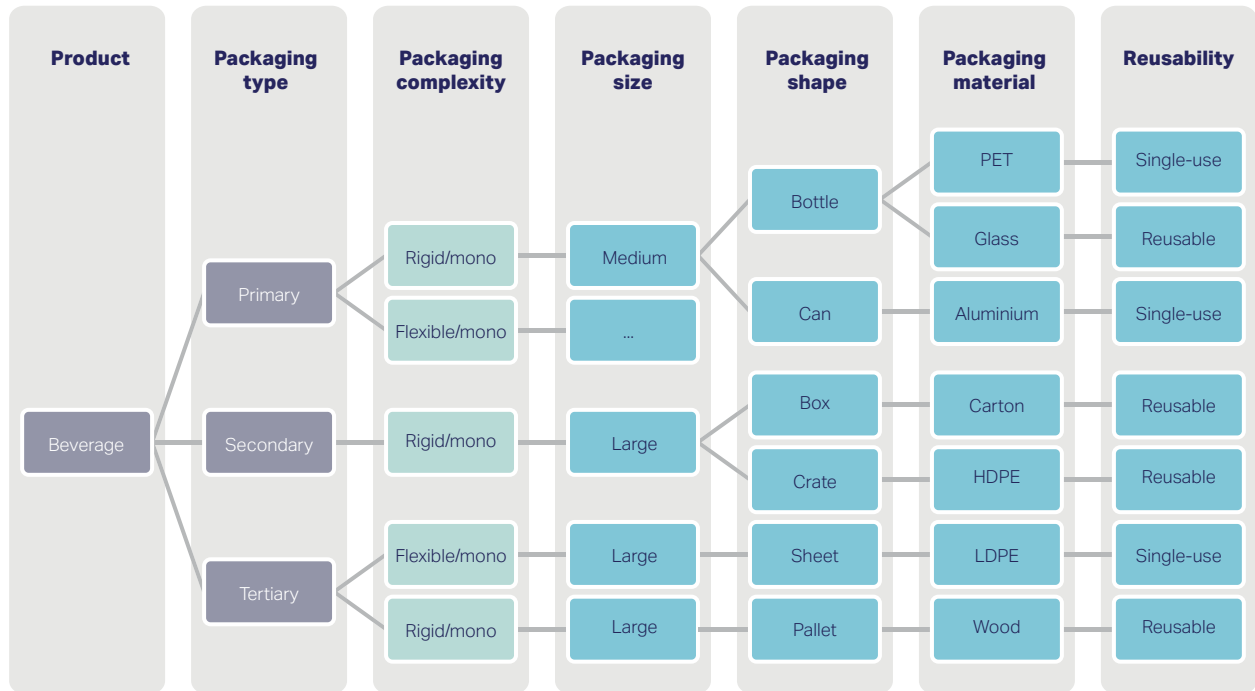 Product
Packaging
type
Packaging
complexity
Packaging
size
Packaging
shape
Packaging
material
Reusability
Beverage
Primary
Secondary
Tertiary
Rigid/mono
Flexible/mono
Rigid/mono
Flexible/mono
Rigid/mono
Medium
...
Large
Large
Large
Bottle
Can
Box
Crate
Sheet
Pallet
PET
Glass
Aluminium
Carton
HDPE
LDPE
Wood
Single-use
Reusable
Single-use
Reusable
Reusable
Single-use
Reusable